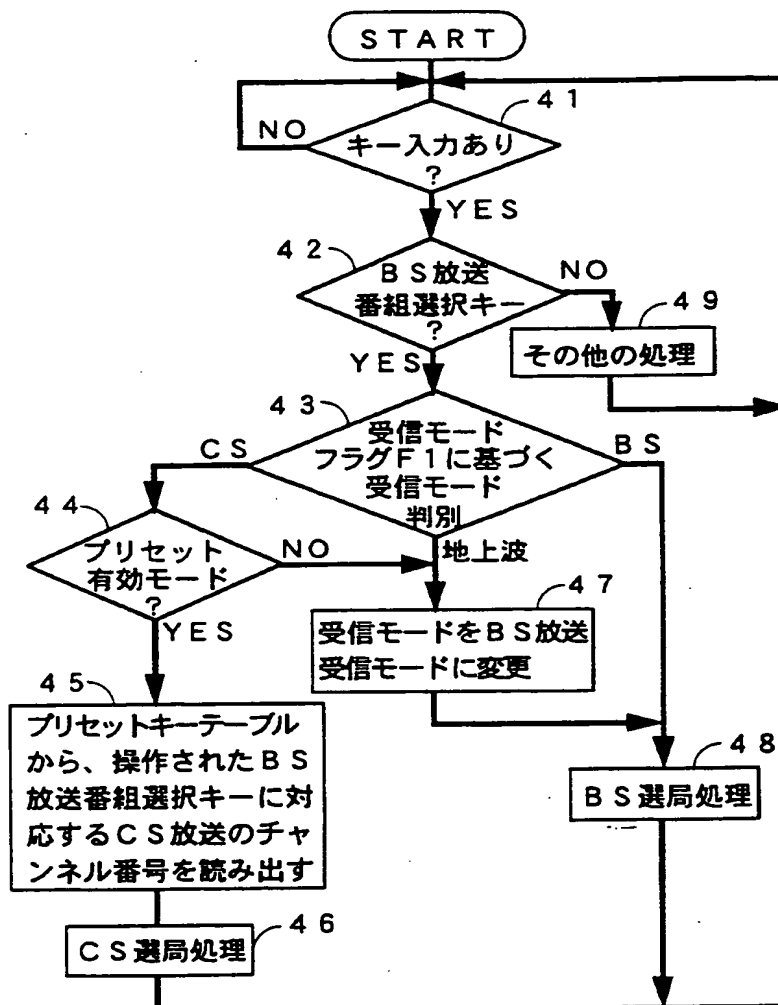 START
41
NO
キー入力あり
?
YES
42
BS放送
番組選択キー
?
NO
49
その他の処理
YES
43
受信モード
フラグF1に基づく
受信モード
判別
CS
BS
地上波
44
プリセット
有効モード
?
NO
YES
47
受信モードをBS放送
受信モードに変更
45
プリセットキーテーブル
から、操作されたBS
放送番組選択キーに対
応するCS放送のチャ
ンネル番号を読み出す
48
BS選局処理
46
CS選局処理